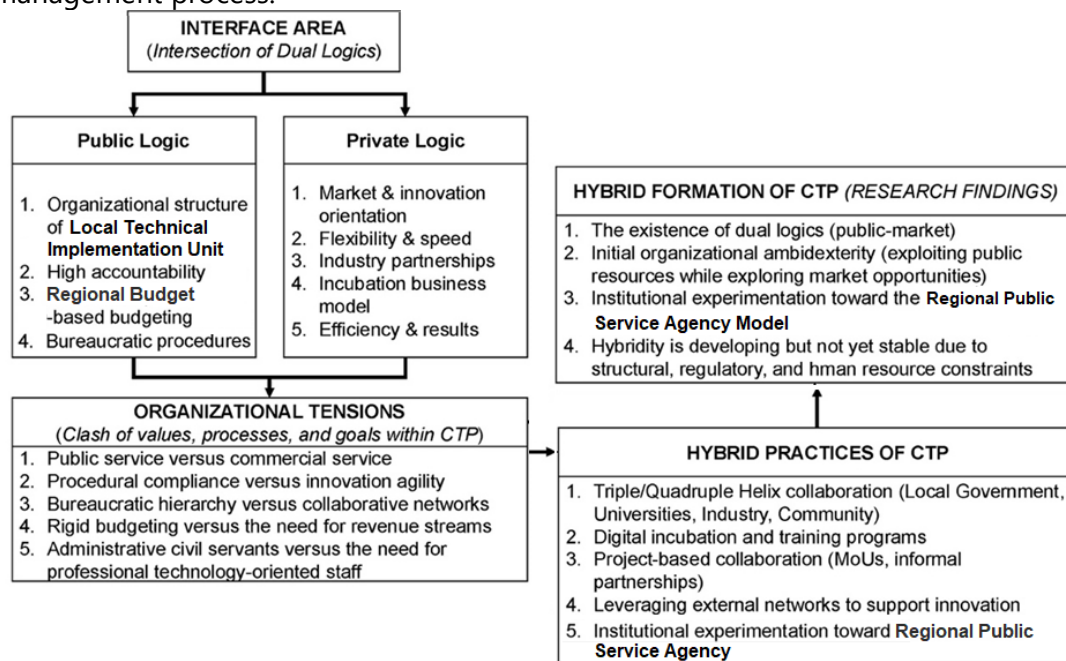 management process.
INTERFACE AREA
(Intersection of Dual Logics)
Public Logic
1. Organizational structure
of Local Technical
Implementation Unit
2. High accountability
3. Regional Budget
-based budgeting
4. Bureaucratic procedures
Private Logic
1. Market & innovation
orientation
2. Flexibility & speed
3. Industry partnerships
4. Incubation business
model
5. Efficiency & results
ORGANIZATIONAL TENSIONS
(Clash of values, processes, and goals within CTP)
1. Public service versus commercial service
2. Procedural compliance versus innovation agility
3. Bureaucratic hierarchy versus collaborative networks
4. Rigid budgeting versus the need for revenue streams
5. Administrative civil servants versus the need for
professional technology-oriented staff
HYBRID FORMATION OF CTP (RESEARCH FINDINGS)
1. The existence of dual logics (public-market)
2. Initial organizational ambidexterity (exploiting public
resources while exploring market opportunities)
3. Institutional experimentation toward the Regional Public
Service Agency Model
4. Hybridity is developing but not yet stable due to
structural, regulatory, and hman resource constraints
HYBRID PRACTICES OF CTP
1. Triple/Quadruple Helix collaboration (Local Government,
Universities, Industry, Community)
2. Digital incubation and training programs
3. Project-based collaboration (MoUs, informal
partnerships)
4. Leveraging external networks to support innovation
5. Institutional experimentation toward Regional Public
Service Agency